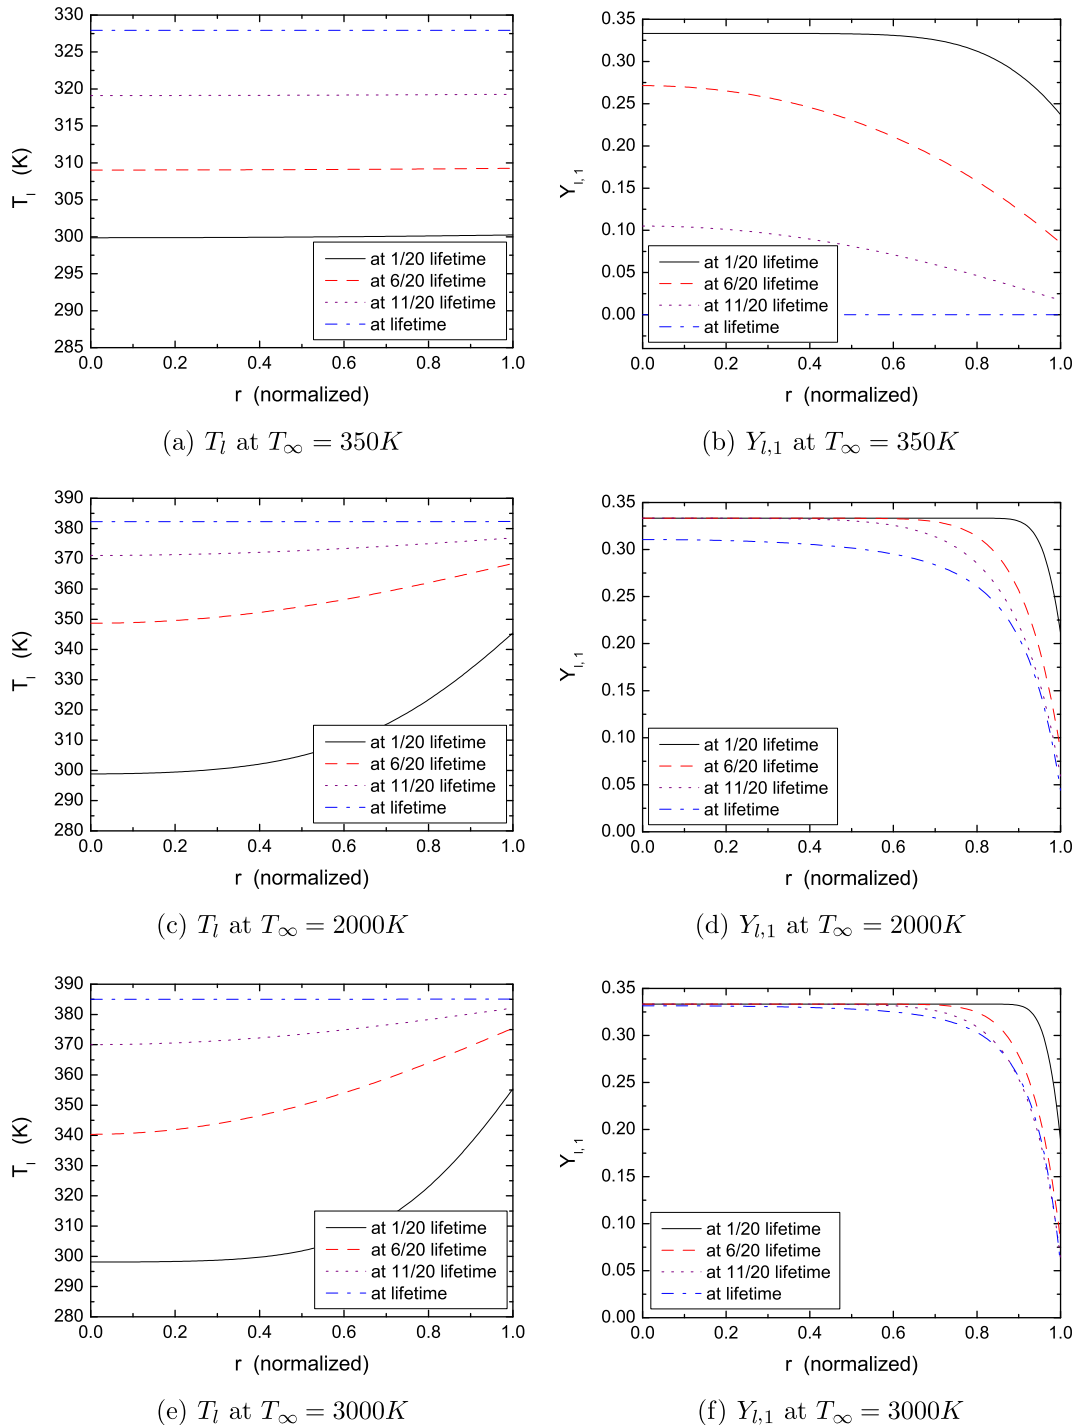 330
325
320
315
310
305
300
295
290
285
T_l (K)
at 1/20 lifetime
at 6/20 lifetime
at 11/20 lifetime
at lifetime
0.0 0.2 0.4 0.6 0.8 1.0
r (normalized)
(a) T_l at T_∞ = 350K
0.35
0.30
0.25
0.20
0.15
0.10
0.05
0.00
Y_{l,1}
at 1/20 lifetime
at 6/20 lifetime
at 11/20 lifetime
at lifetime
0.0 0.2 0.4 0.6 0.8 1.0
r (normalized)
(b) Y_{l,1} at T_∞ = 350K
390
380
370
360
350
340
330
320
310
300
290
280
T_l (K)
at 1/20 lifetime
at 6/20 lifetime
at 11/20 lifetime
at lifetime
0.0 0.2 0.4 0.6 0.8 1.0
r (normalized)
(c) T_l at T_∞ = 2000K
0.35
0.30
0.25
0.20
0.15
0.10
0.05
0.00
Y_{l,1}
at 1/20 lifetime
at 6/20 lifetime
at 11/20 lifetime
at lifetime
0.0 0.2 0.4 0.6 0.8 1.0
r (normalized)
(d) Y_{l,1} at T_∞ = 2000K
390
380
370
360
350
340
330
320
310
300
290
280
T_l (K)
at 1/20 lifetime
at 6/20 lifetime
at 11/20 lifetime
at lifetime
0.0 0.2 0.4 0.6 0.8 1.0
r (normalized)
(e) T_l at T_∞ = 3000K
0.35
0.30
0.25
0.20
0.15
0.10
0.05
0.00
Y_{l,1}
at 1/20 lifetime
at 6/20 lifetime
at 11/20 lifetime
at lifetime
0.0 0.2 0.4 0.6 0.8 1.0
r (normalized)
(f) Y_{l,1} at T_∞ = 3000K